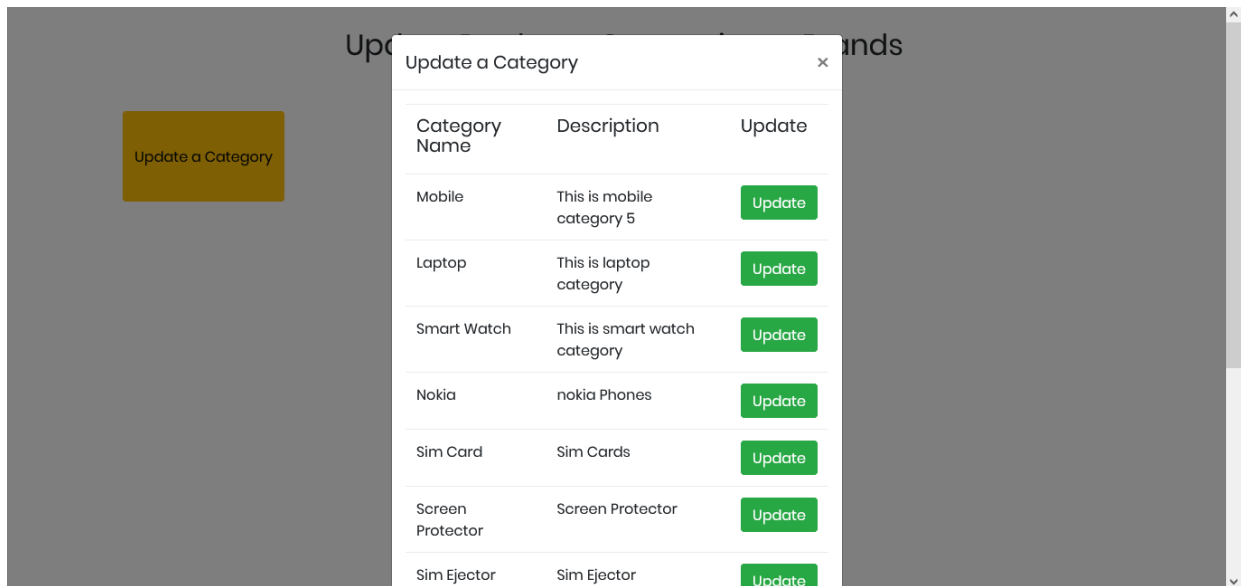 Update a Category ×
Update a Category
Category Name Description Update
Mobile This is mobile category 5 Update
Laptop This is laptop category Update
Smart Watch This is smart watch category Update
Nokia nokia Phones Update
Sim Card Sim Cards Update
Screen Protector Screen Protector Update
Sim Ejector Sim Ejector Update